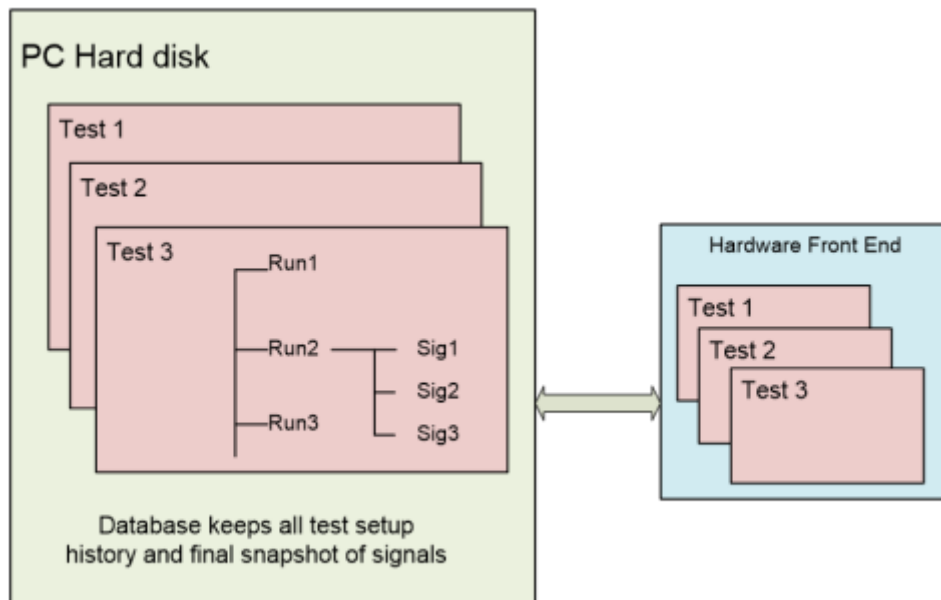 PC Hard disk
Test 1
Test 2
Test 3
Run1
Run2
Sig1
Sig2
Run3
Sig3
Database keeps all test setup
history and final snapshot of signals
Hardware Front End
Test 1
Test 2
Test 3